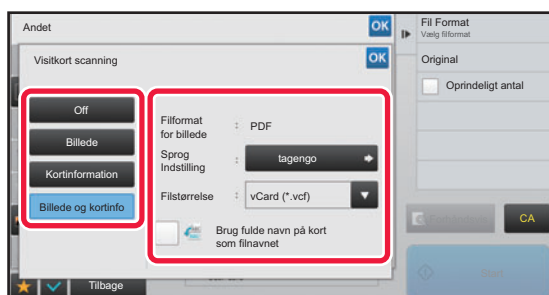 Andet
OK
Fil Format
Vælg filformat
Visitkort scanning
OK
Original
Oprindeligt antal
Off
Billede
Kortinformation
Billede og kortinfo
Filformat
for billede
: PDF
Sprog
Indstilling
: tagengo
Filstørrelse : vCard (*.vcf)
Brug fulde navn på kort
som filnavnet
CA
Start
Tilbage